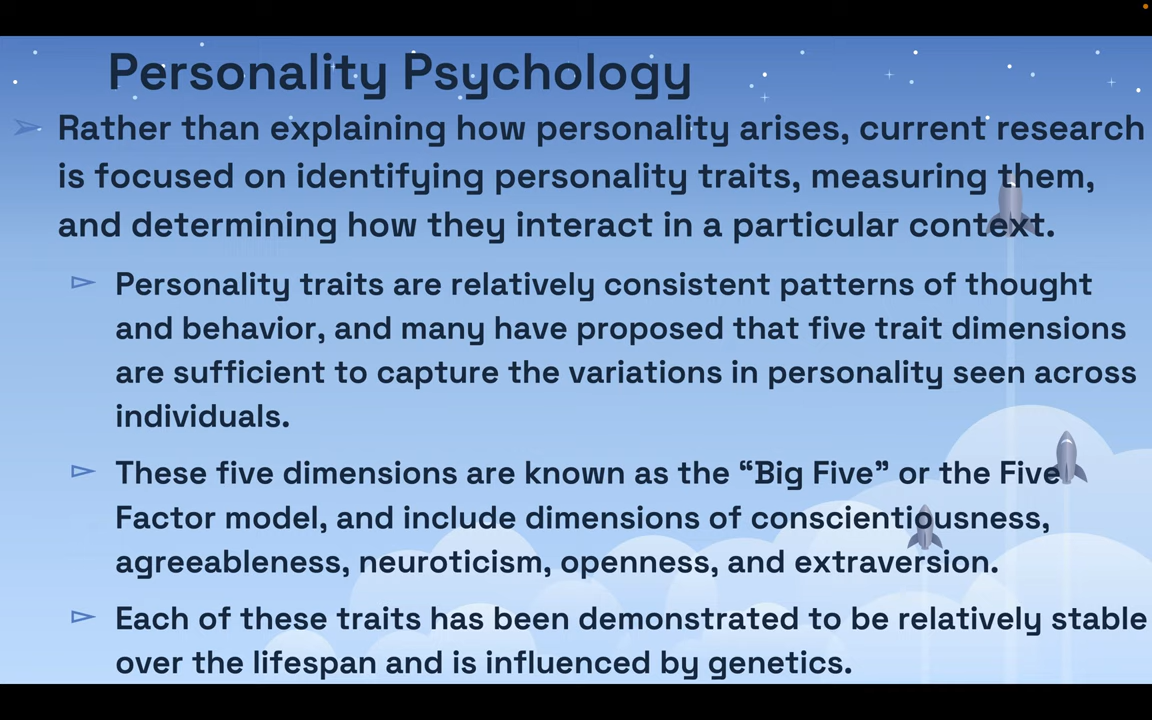 Personality Psychology
Rather than explaining how personality arises, current research
is focused on identifying personality traits, measuring them,
and determining how they interact in a particular context.
Personality traits are relatively consistent patterns of thought
and behavior, and many have proposed that five trait dimensions
are sufficient to capture the variations in personality seen across
individuals.
These five dimensions are known as the “Big Five” or the Five
Factor model, and include dimensions of conscientiousness,
agreeableness, neuroticism, openness, and extraversion.
Each of these traits has been demonstrated to be relatively stable
over the lifespan and is influenced by genetics.